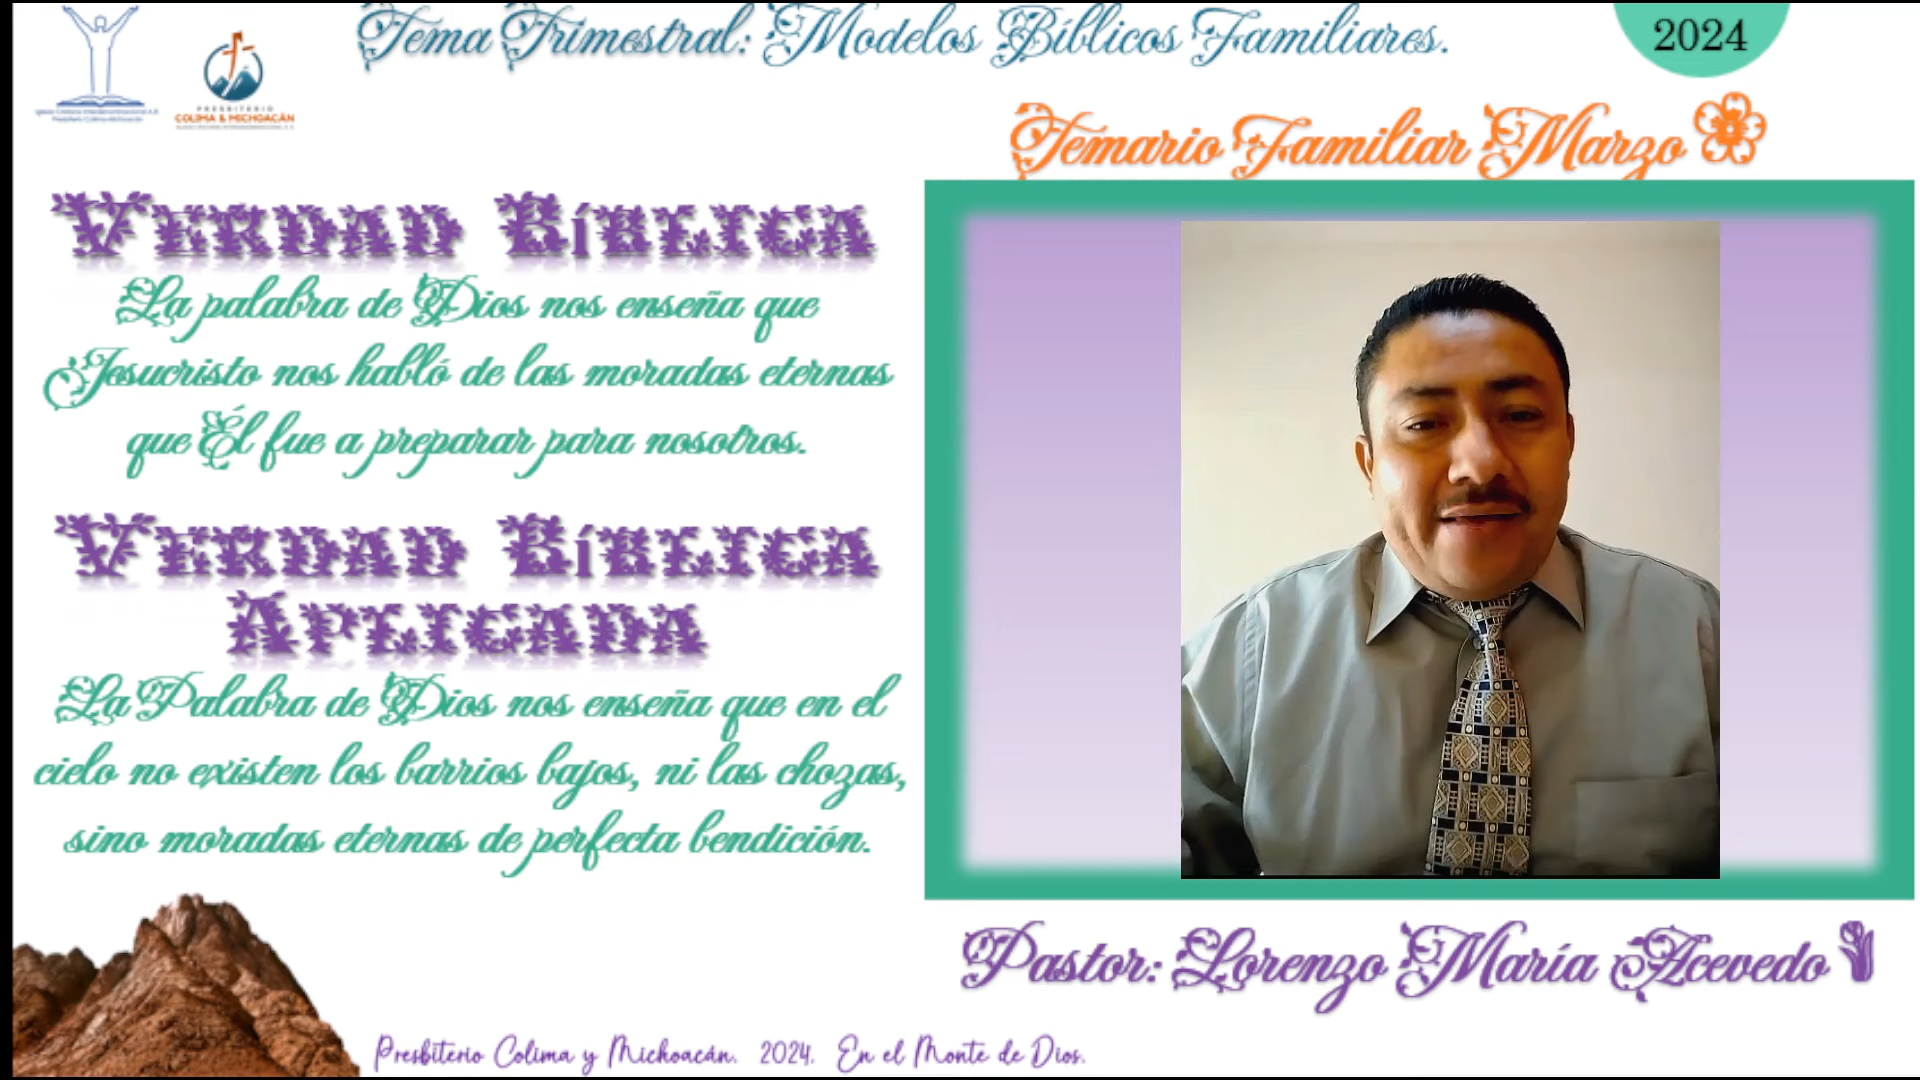 Tema Trimestral: Modelos Bíblicos Familiares.
2024
PRESBITERIO
COLIMA & MICHOACÁN
Temario Familiar Marzo
VERDAD BÍBLICA
La palabra de Dios nos enseña que
Jesucristo nos habló de las moradas eternas
que Él fue a preparar para nosotros.
VERDAD BÍBLICA
APLICADA
La Palabra de Dios nos enseña que en el
cielo no existen los barrios bajos, ni las chozas,
sino moradas eternas de perfecta bendición.
Pastor: Lorenzo María Acevedo
Presbiterio Colima y Michoacán. 2024. En el Monte de Dios.